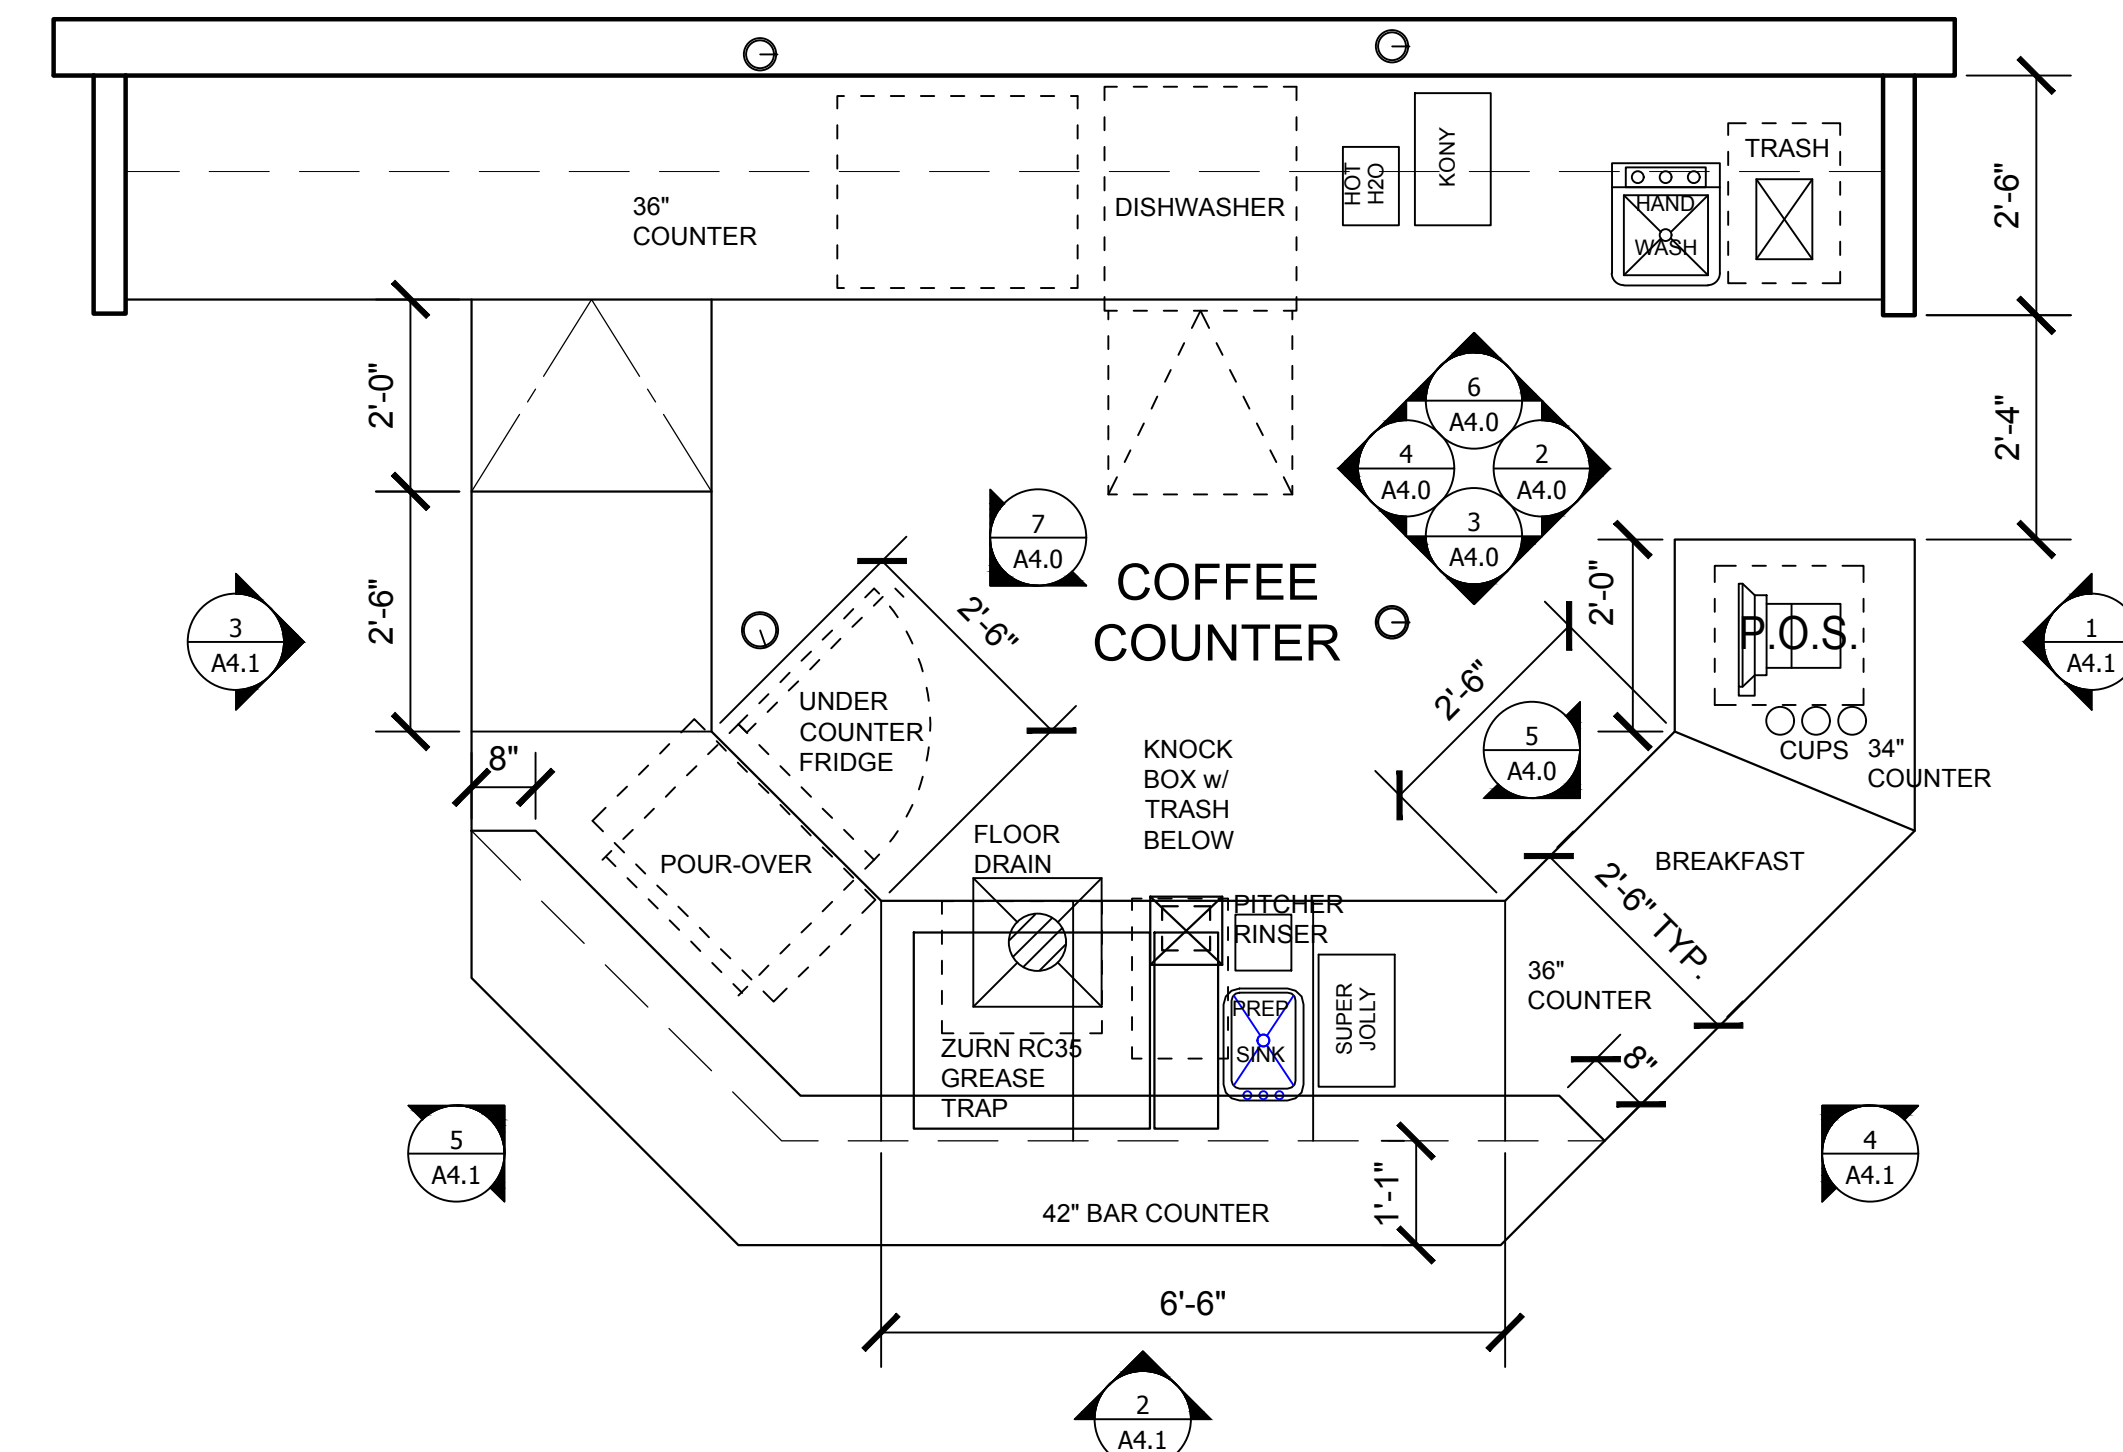 TRASH
KONY
HOT
H2O
HAND
WASH
36"
COUNTER
DISHWASHER
2'-6"
2'-0"
6
A4.0
4
A4.0
2
A4.0
3
A4.0
2'-4"
7
A4.0
COFFEE
COUNTER
2'-0"
2'-6"
2'-6"
3
A4.1
P.O.S.
1
A4.1
2'-6"
UNDER
COUNTER
FRIDGE
5
A4.0
CUPS
34"
COUNTER
8"
KNOCK
BOX w/
TRASH
BELOW
FLOOR
DRAIN
POUR-OVER
BREAKFAST
2'-6" TYP.
PITCHER
RINSER
36"
COUNTER
SUPER
JOLLY
PREP
SINK
ZURN RC35
GREASE
TRAP
8"
5
A4.1
4
A4.1
1'-1"
42" BAR COUNTER
6'-6"
2
A4.1